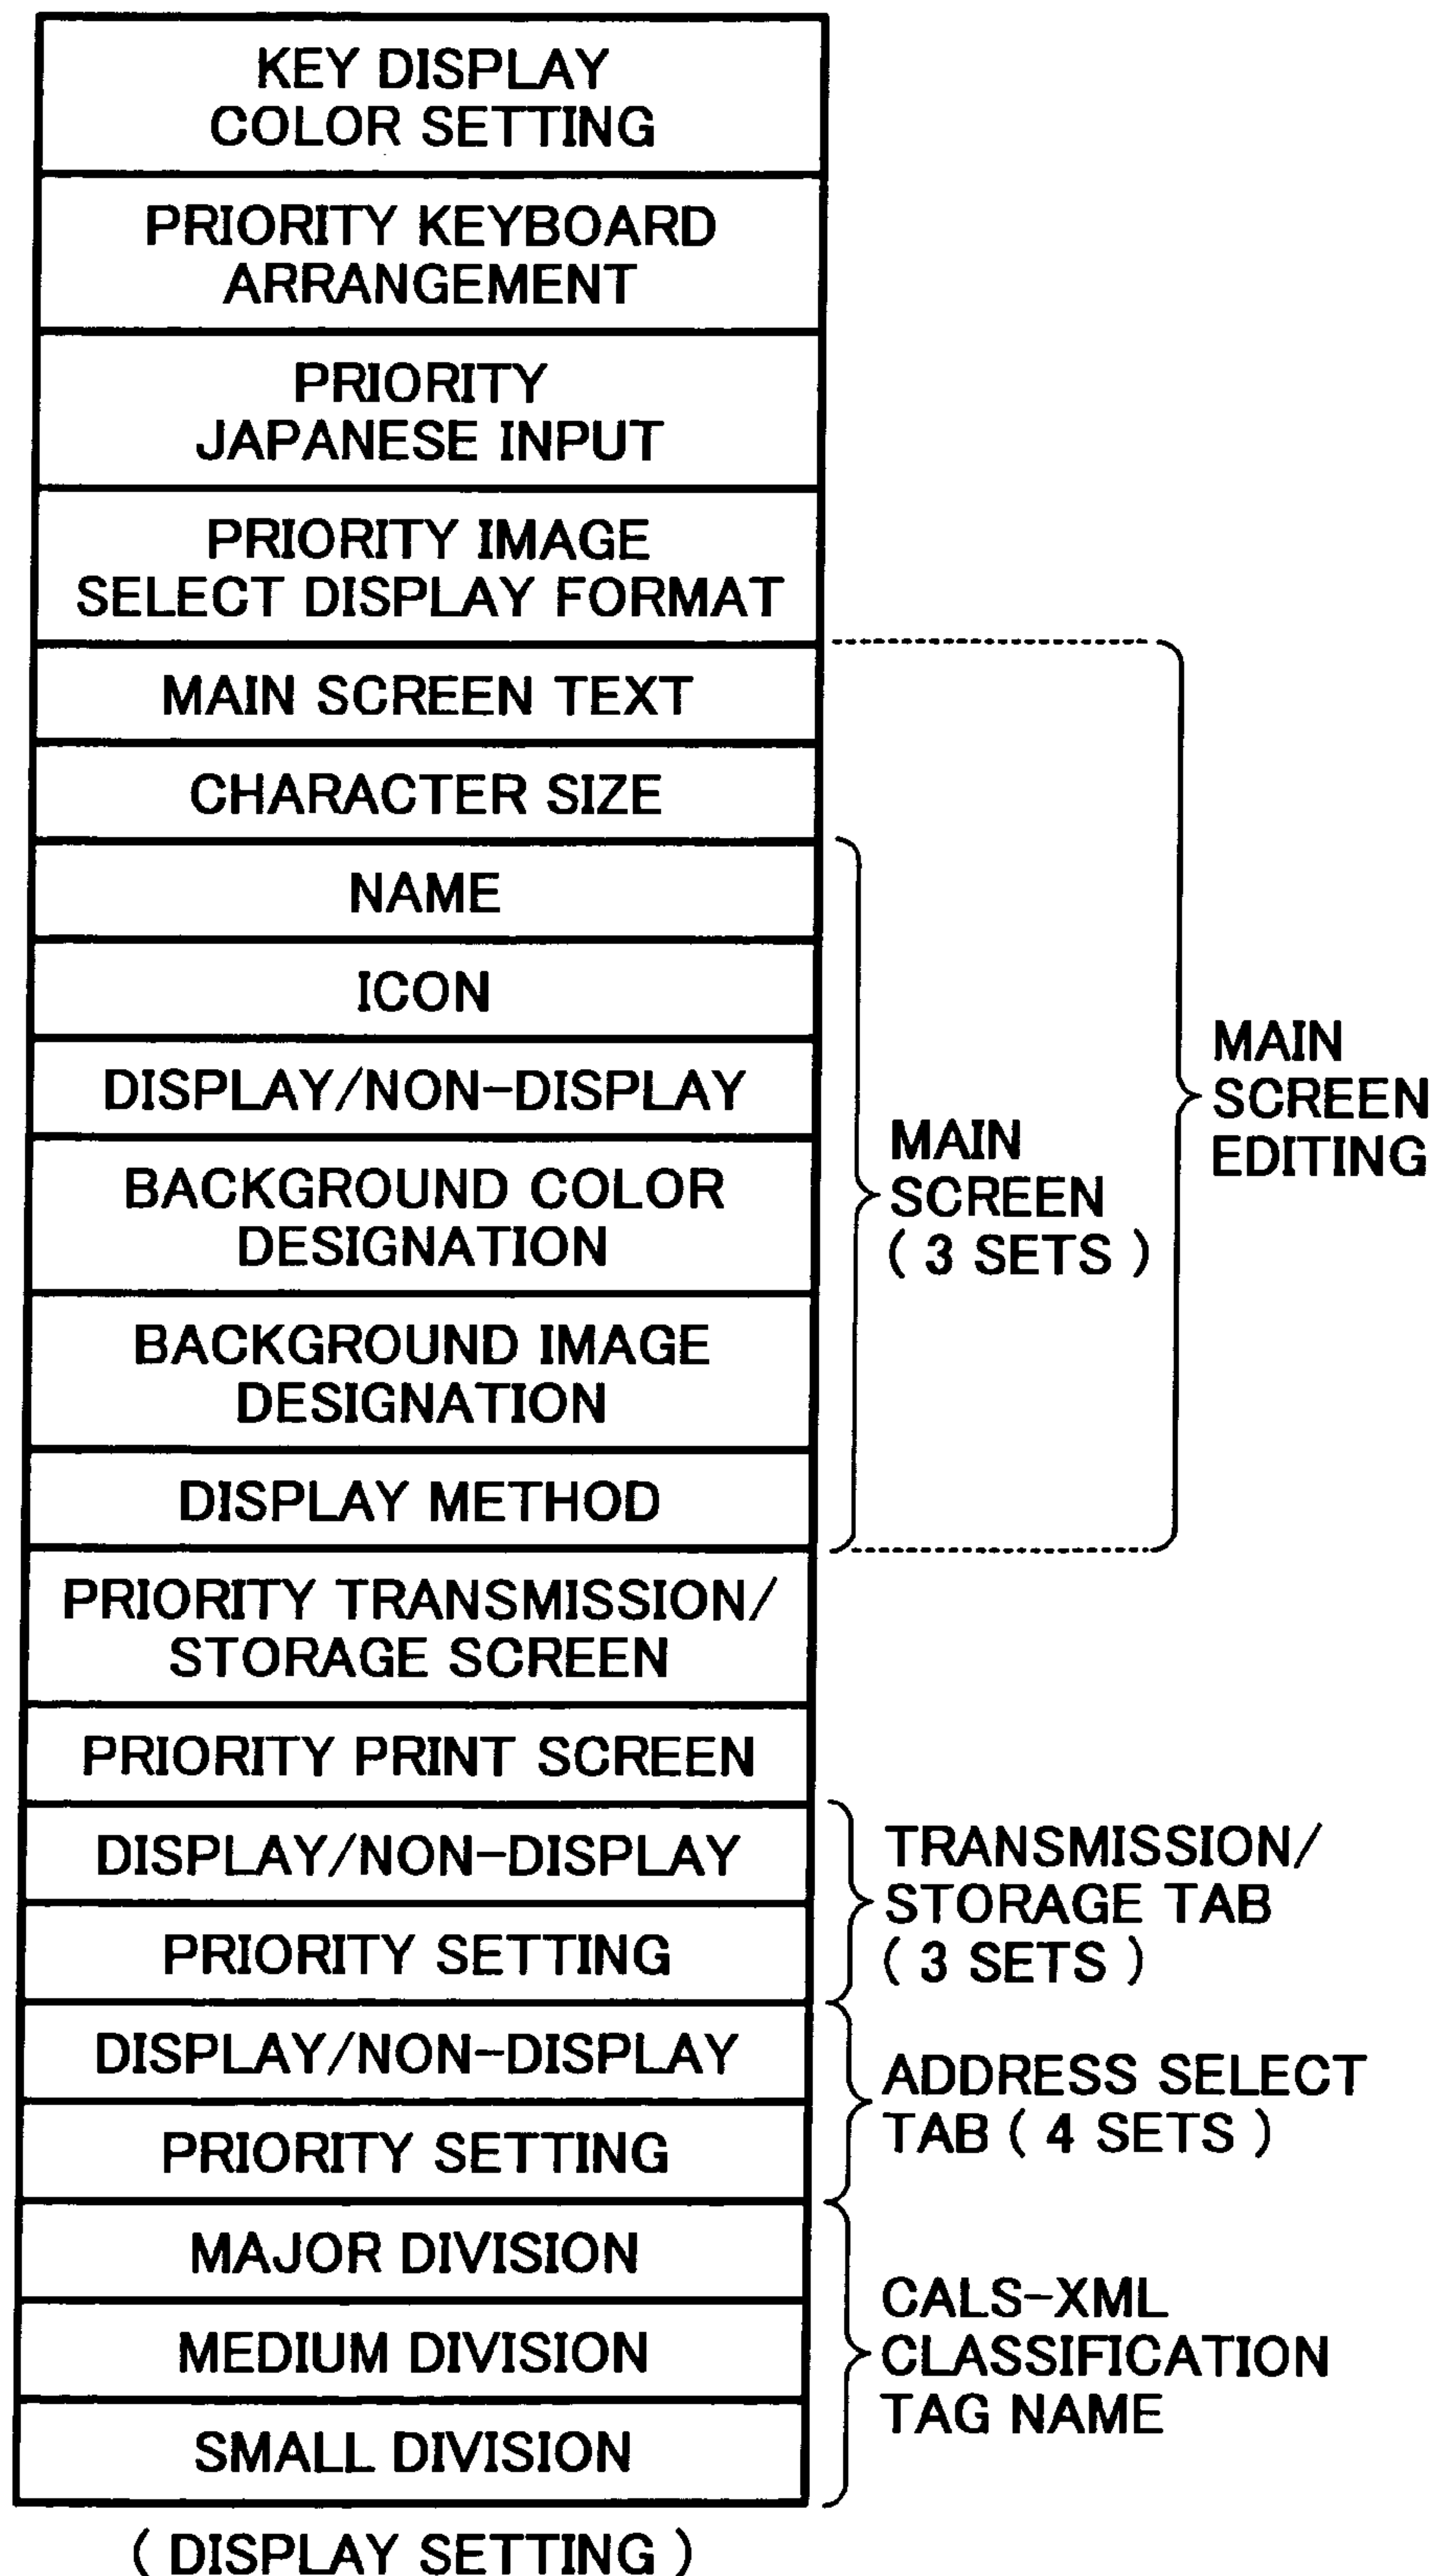 KEY DISPLAY
COLOR SETTING
PRIORITY KEYBOARD
ARRANGEMENT
PRIORITY
JAPANESE INPUT
PRIORITY IMAGE
SELECT DISPLAY FORMAT
MAIN SCREEN TEXT
CHARACTER SIZE
NAME
ICON
DISPLAY/NON-DISPLAY
BACKGROUND COLOR
DESIGNATION
BACKGROUND IMAGE
DESIGNATION
DISPLAY METHOD
MAIN
SCREEN
( 3 SETS )
MAIN
SCREEN
EDITING
PRIORITY TRANSMISSION/
STORAGE SCREEN
PRIORITY PRINT SCREEN
DISPLAY/NON-DISPLAY
PRIORITY SETTING
TRANSMISSION/
STORAGE TAB
( 3 SETS )
DISPLAY/NON-DISPLAY
PRIORITY SETTING
ADDRESS SELECT
TAB ( 4 SETS )
MAJOR DIVISION
MEDIUM DIVISION
SMALL DIVISION
CALS-XML
CLASSIFICATION
TAG NAME
( DISPLAY SETTING )